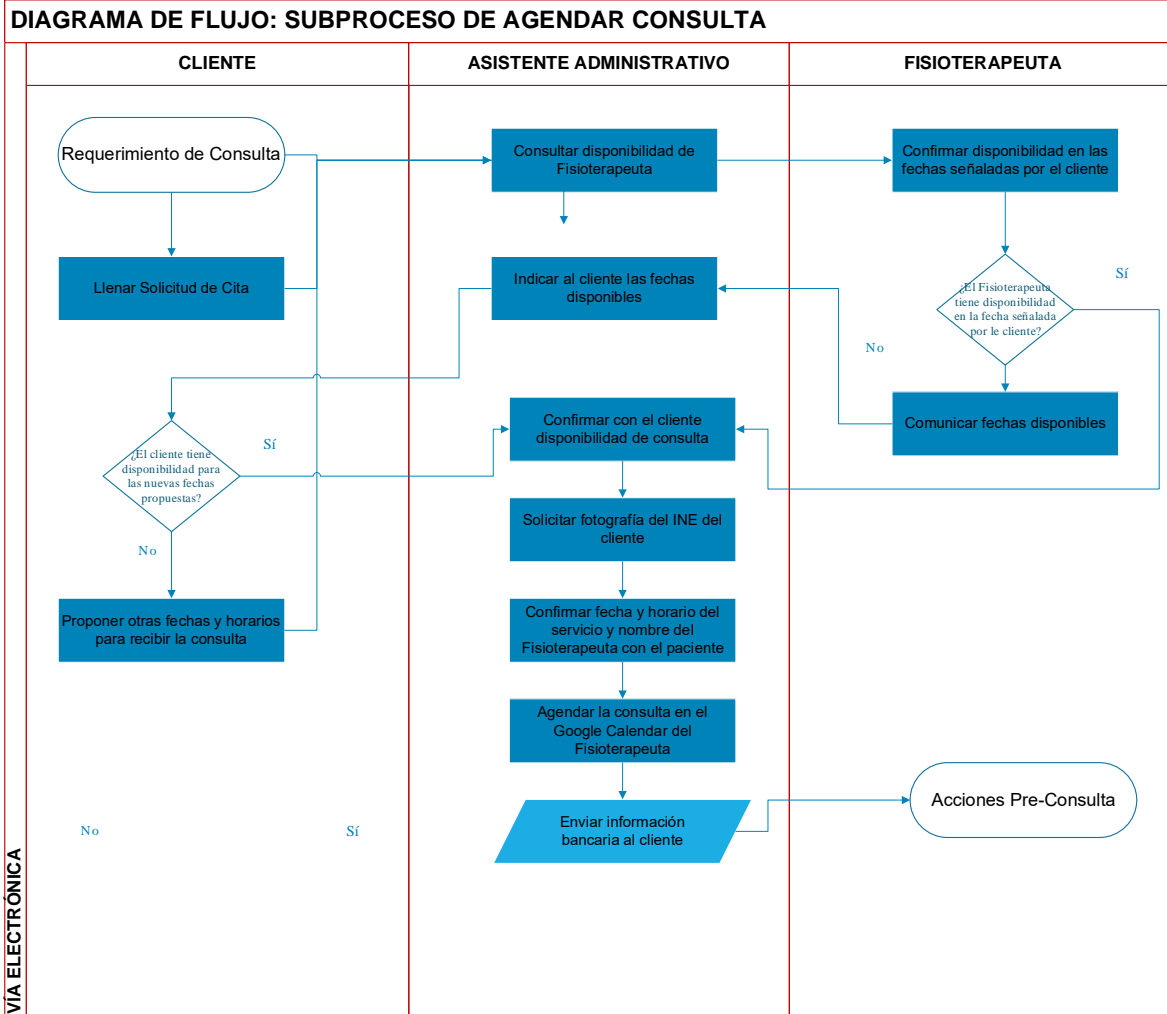 DIAGRAMA DE FLUJO: SUBPROCESO DE AGENDAR CONSULTA
CLIENTE
ASISTENTE ADMINISTRATIVO
FISIOTERAPEUTA
Requerimiento de Consulta
Consultar disponibilidad de
Fisioterapeuta
Confirmar disponibilidad en las
fechas señaladas por el cliente
Llenar Solicitud de Cita
Indicar al cliente las fechas
disponibles
¿El Fisioterapeuta
tiene disponibilidad
en la fecha señalada
por le cliente?
Sí
No
Comunicar fechas disponibles
¿El cliente tiene
disponibilidad para
las nuevas fechas
propuestas?
Sí
No
Confirmar con el cliente
disponibilidad de consulta
Solicitar fotografía del INE del
cliente
Proponer otras fechas y horarios
para recibir la consulta
Confirmar fecha y horario del
servicio y nombre del
Fisioterapeuta con el paciente
Agendar la consulta en el
Google Calendar del
Fisioterapeuta
Enviar información
bancaria al cliente
Acciones Pre-Consulta
No
Sí
VÍA ELECTRÓNICA